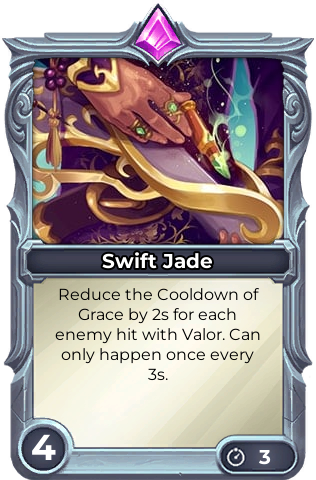 Swift Jade
Reduce the Cooldown of
Grace by 2s for each
enemy hit with Valor. Can
only happen once every
3s.
4
3